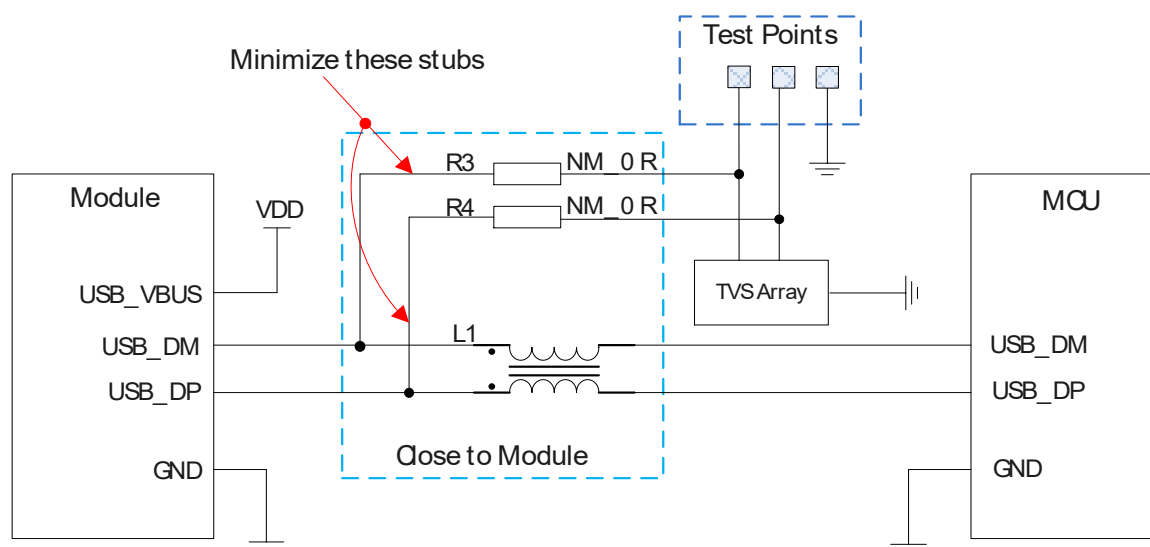 Test Points
Minimize these stubs
R3 NM_0 R
R4 NM_0 R
Module
VDD
MCU
USB_VBUS
TVS Array
USB_DM
L1
USB_DM
USB_DP
USB_DP
Close to Module
GND
GND